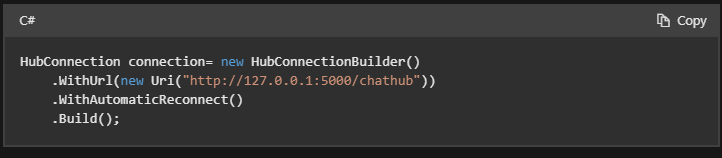 C#
Copy
HubConnection connection= new HubConnectionBuilder()
    .WithUrl(new Uri("http://127.0.0.1:5000/chathub"))
    .WithAutomaticReconnect()
    .Build();